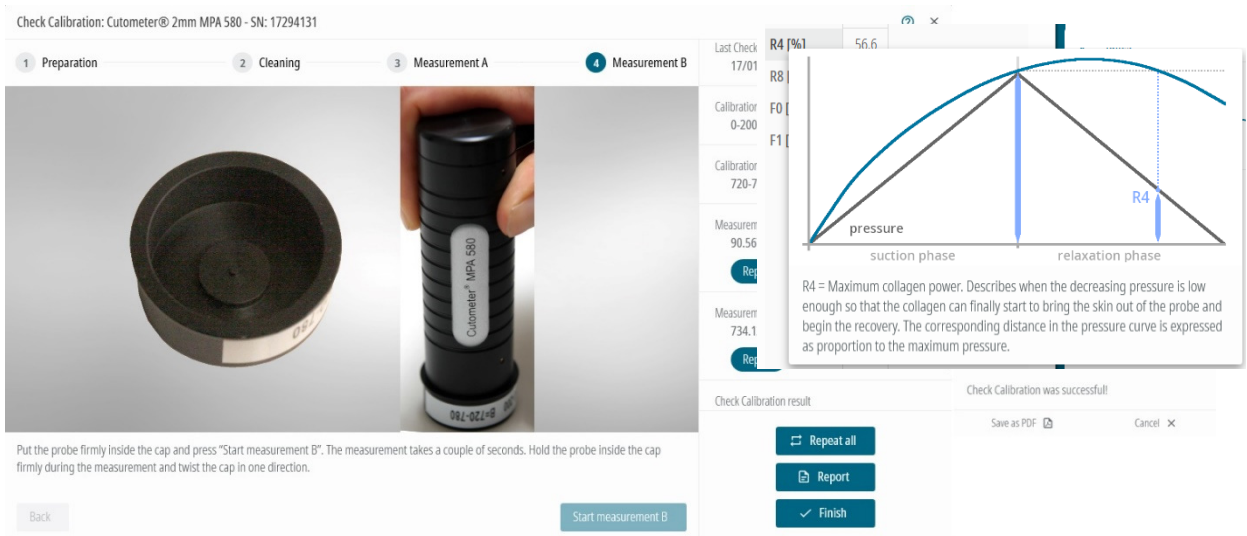 Check Calibration: Cutometer® 2mm MPA 580 - SN: 17294131
1 Preparation
2 Cleaning
3 Measurement A
4 Measurement B
Cutometer® MPA 580
B=720-780
Put the probe firmly inside the cap and press "Start measurement B". The measurement takes a couple of seconds. Hold the probe inside the cap
firmly during the measurement and twist the cap in one direction.
Back
Start measurement B
Last Check
17/01
Calibration
0-200
Calibration
720-7
Measurem
90.56
Rep
Measurem
734.1
Rep
Check Calibration result
Repeat all
Report
Finish
R4 [%] 56.6
R8 [
F0 [
F1 [
R4
pressure
suction phase
relaxation phase
R4 = Maximum collagen power. Describes when the decreasing pressure is low
enough so that the collagen can finally start to bring the skin out of the probe and
begin the recovery. The corresponding distance in the pressure curve is expressed
as proportion to the maximum pressure.
Check Calibration was successful!
Save as PDF
Cancel